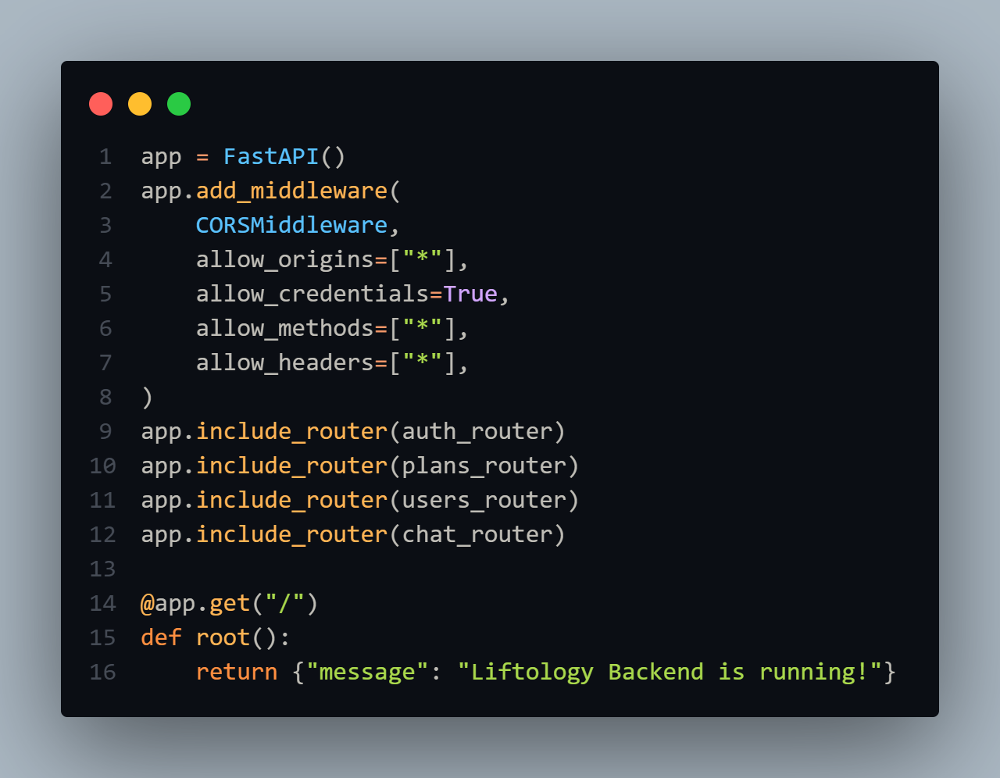 1 app = FastAPI()
2 app.add_middleware(
3     CORSMiddleware,
4     allow_origins=["*"],
5     allow_credentials=True,
6     allow_methods=["*"],
7     allow_headers=["*"],
8 )
9 app.include_router(auth_router)
10 app.include_router(plans_router)
11 app.include_router(users_router)
12 app.include_router(chat_router)
13
14 @app.get("/")
15 def root():
16     return {"message": "Liftology Backend is running!"}